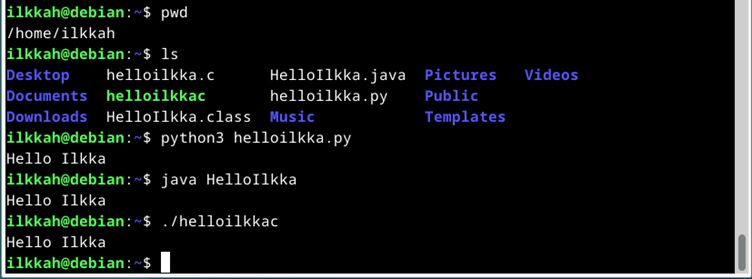 ilkkah@debian:~$ pwd
/home/ilkkah
ilkkah@debian:~$ ls
Desktop    helloilkka.c     HelloIlkka.java  Pictures   Videos
Documents  helloilkkac      helloilkka.py    Public
Downloads  HelloIlkka.class  Music            Templates
ilkkah@debian:~$ python3 helloilkka.py
Hello Ilkka
ilkkah@debian:~$ java HelloIlkka
Hello Ilkka
ilkkah@debian:~$ ./helloilkkac
Hello Ilkka
ilkkah@debian:~$